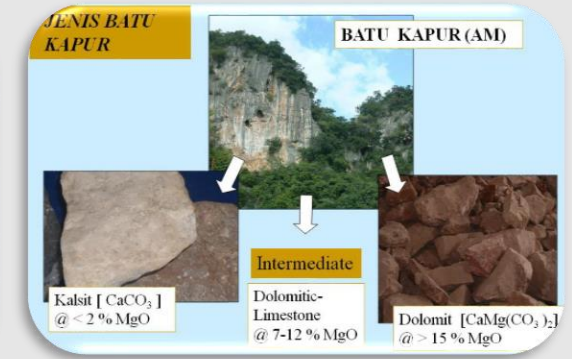 JENIS BATU
KAPUR
BATU KAPUR (AM)
Kalsit [ CaCO₃ ]
@ < 2 % MgO
Intermediate
Dolomitic-
Limestone
@ 7-12 % MgO
Dolomit [CaMg(CO₃)₂]
@ > 15 % MgO